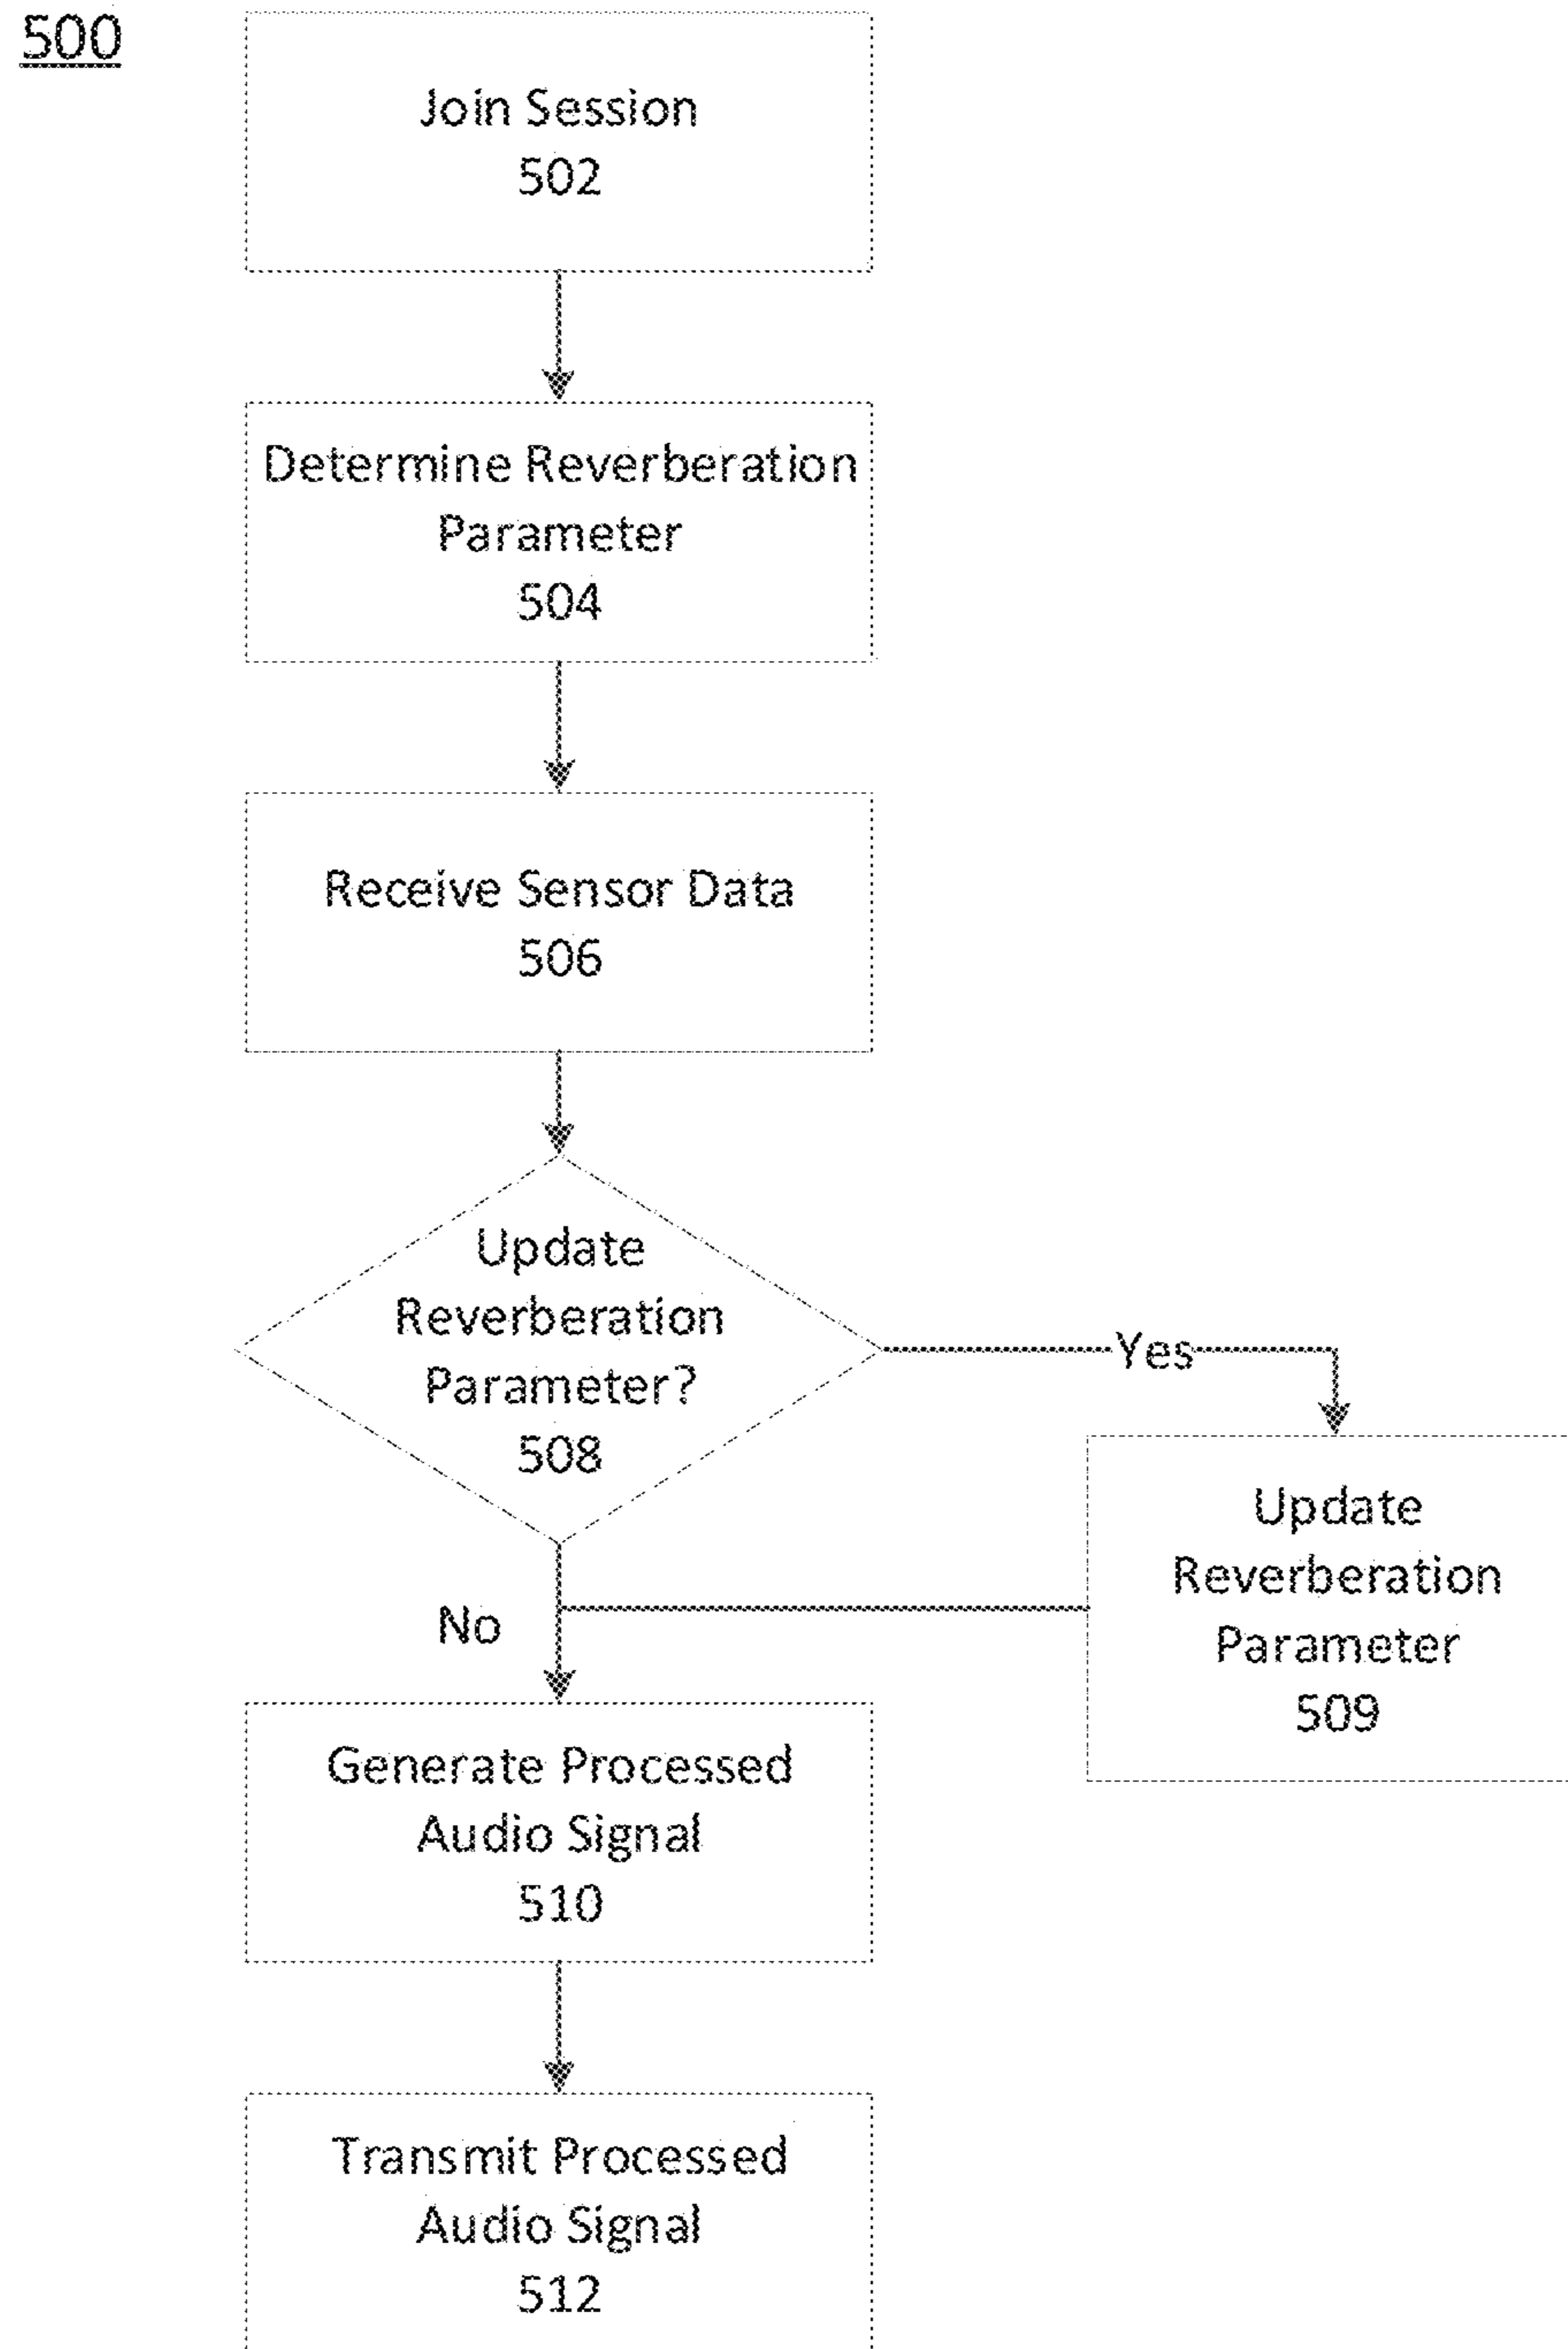 500
Join Session
502
Determine Reverberation
Parameter
504
Receive Sensor Data
506
Update
Reverberation
Parameter?
508
Yes
Update
Reverberation
Parameter
509
No
Generate Processed
Audio Signal
510
Transmit Processed
Audio Signal
512